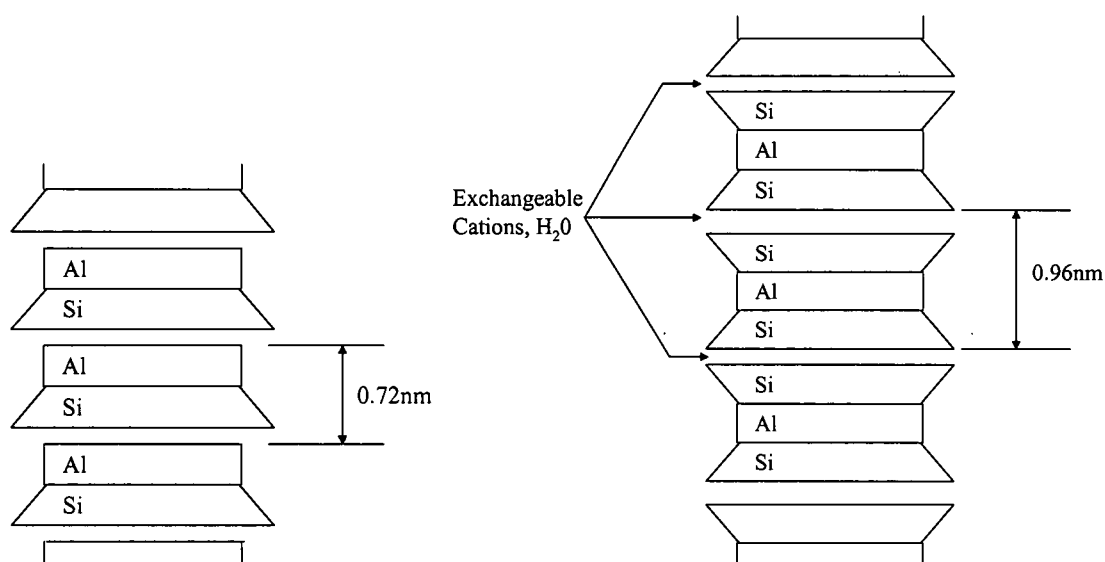 Al
Si
Al
Si
Al
Si
0.72nm
Exchangeable
Cations, H₂0
Si
Al
Si
Si
Al
Si
Si
Al
Si
0.96nm